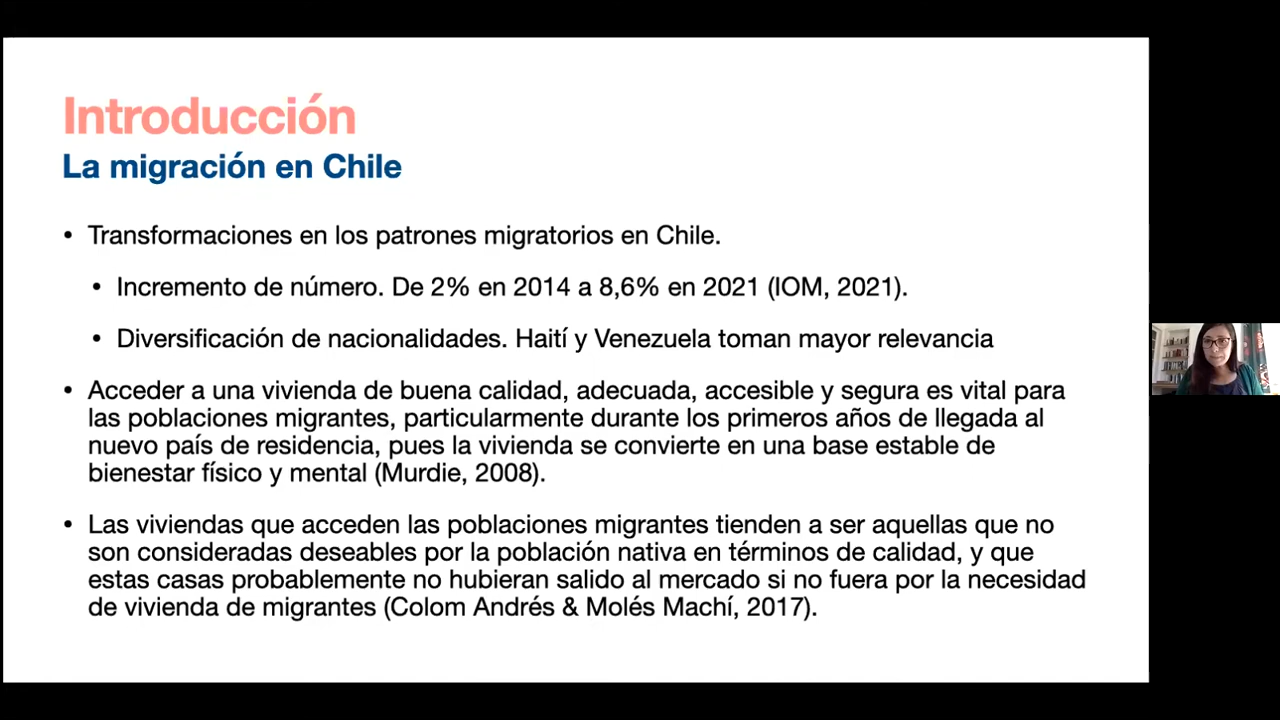 Introducción
La migración en Chile
• Transformaciones en los patrones migratorios en Chile.
• Incremento de número. De 2% en 2014 a 8,6% en 2021 (IOM, 2021).
• Diversificación de nacionalidades. Haití y Venezuela toman mayor relevancia
• Acceder a una vivienda de buena calidad, adecuada, accesible y segura es vital para
las poblaciones migrantes, particularmente durante los primeros años de llegada al
nuevo país de residencia, pues la vivienda se convierte en una base estable de
bienestar físico y mental (Murdie, 2008).
• Las viviendas que acceden las poblaciones migrantes tienden a ser aquellas que no
son consideradas deseables por la población nativa en términos de calidad, y que
estas casas probablemente no hubieran salido al mercado si no fuera por la necesidad
de vivienda de migrantes (Colom Andrés & Molés Machí, 2017).